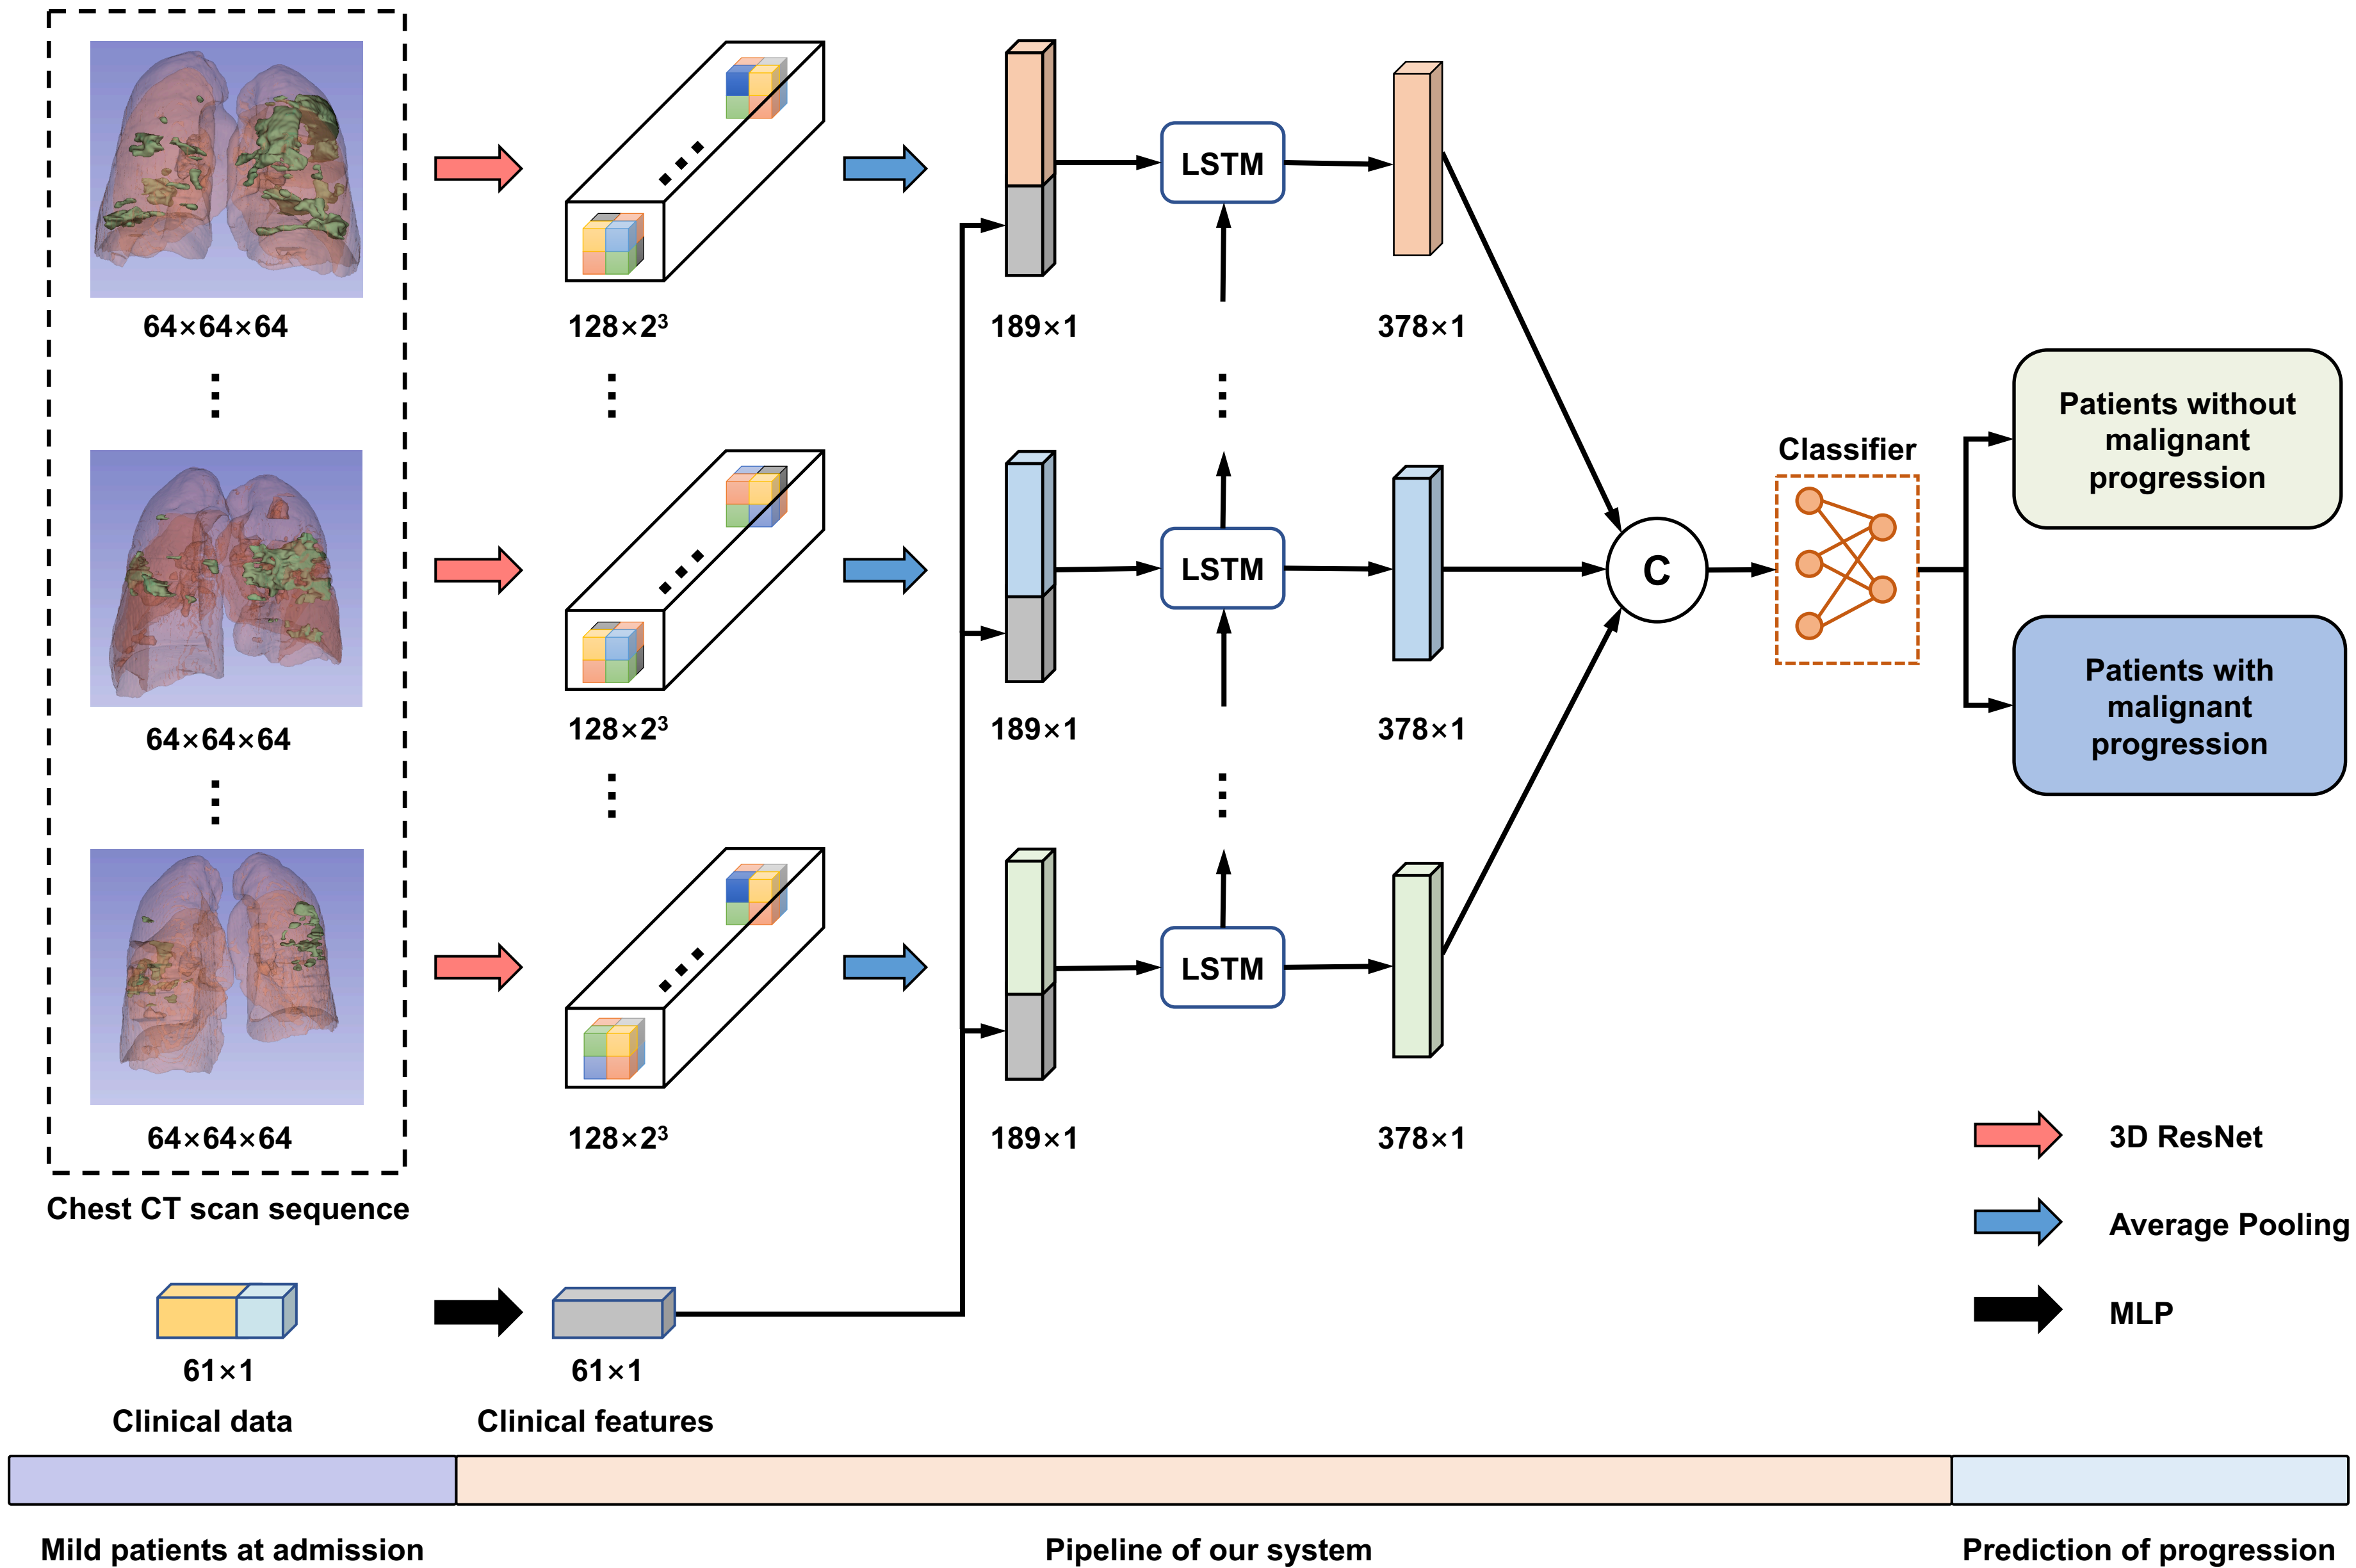 64×64×64
128×2³
189×1
LSTM
378×1
64×64×64
128×2³
189×1
LSTM
378×1
C
Classifier
Patients without
malignant
progression
Patients with
malignant
progression
64×64×64
128×2³
189×1
LSTM
378×1
Chest CT scan sequence
61×1
Clinical data
61×1
Clinical features
3D ResNet
Average Pooling
MLP
Mild patients at admission
Pipeline of our system
Prediction of progression